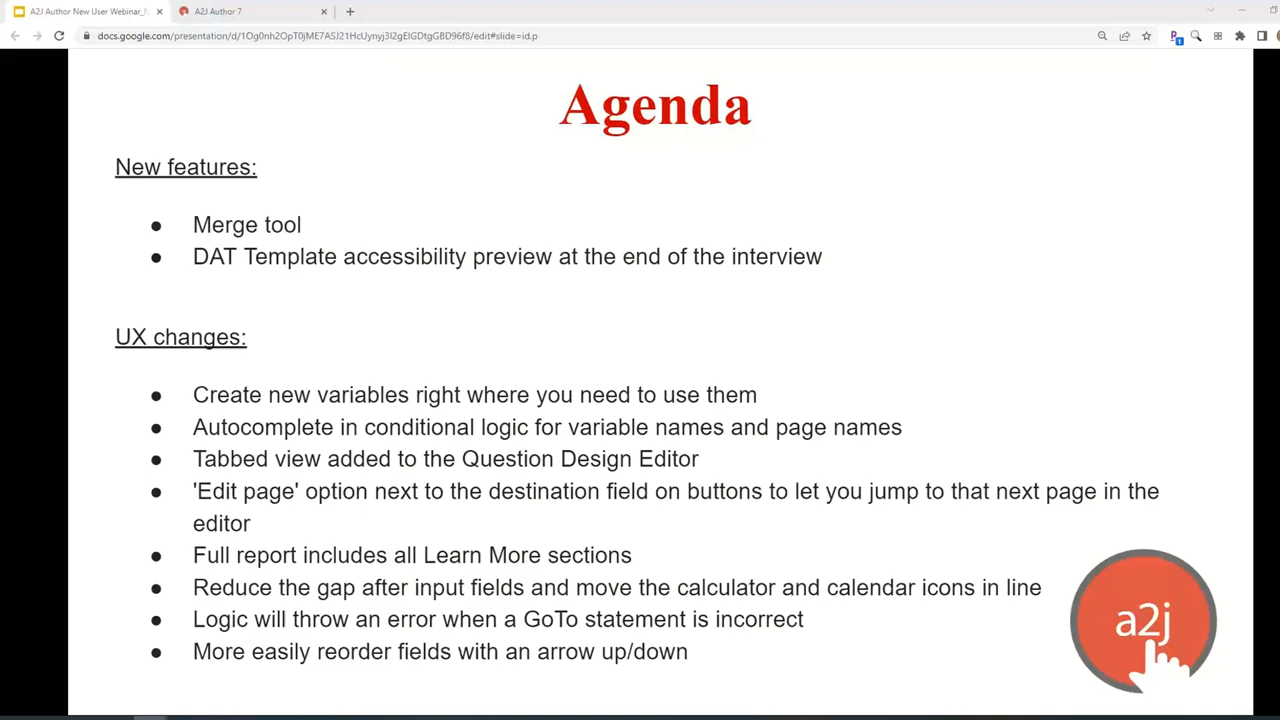 A2J Author New User Webinar_N
A2J Author 7
docs.google.com/presentation/d/1Og0nh2OpT0jME7ASJ21HcUynyj3I2gEIGDtgGBD96f8/edit#slide=id.p
1
Agenda
New features:
● Merge tool
● DAT Template accessibility preview at the end of the interview
UX changes:
● Create new variables right where you need to use them
● Autocomplete in conditional logic for variable names and page names
● Tabbed view added to the Question Design Editor
● 'Edit page' option next to the destination field on buttons to let you jump to that next page in the
editor
● Full report includes all Learn More sections
● Reduce the gap after input fields and move the calculator and calendar icons in line
● Logic will throw an error when a GoTo statement is incorrect
● More easily reorder fields with an arrow up/down
a2j